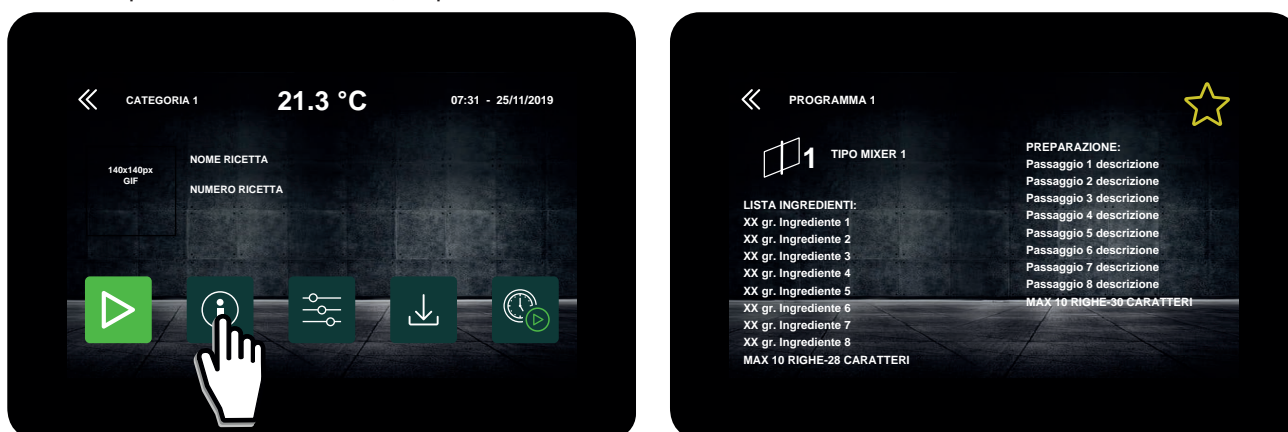 CATEGORIA 1
21.3 °C
07:31 - 25/11/2019
140x140px
GIF
NOME RICETTA
NUMERO RICETTA
PROGRAMMA 1
1 TIPO MIXER 1
LISTA INGREDIENTI:
XX gr. Ingrediente 1
XX gr. Ingrediente 2
XX gr. Ingrediente 3
XX gr. Ingrediente 4
XX gr. Ingrediente 5
XX gr. Ingrediente 6
XX gr. Ingrediente 7
XX gr. Ingrediente 8
MAX 10 RIGHE-28 CARATTERI
PREPARAZIONE:
Passaggio 1 descrizione
Passaggio 2 descrizione
Passaggio 3 descrizione
Passaggio 4 descrizione
Passaggio 5 descrizione
Passaggio 6 descrizione
Passaggio 7 descrizione
Passaggio 8 descrizione
MAX 10 RIGHE-30 CARATTERI